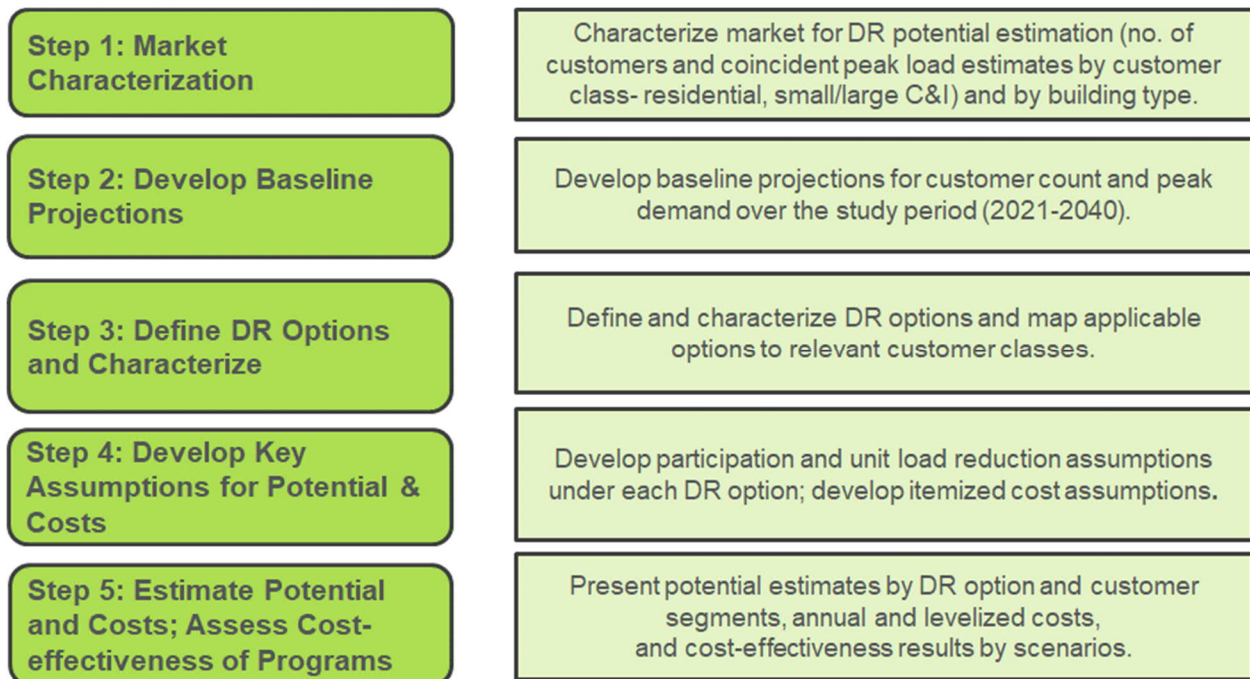 Step 1: Market
Characterization
Characterize market for DR potential estimation (no. of
customers and coincident peak load estimates by customer
class- residential, small/large C&I) and by building type.
Step 2: Develop Baseline
Projections
Develop baseline projections for customer count and peak
demand over the study period (2021-2040).
Step 3: Define DR Options
and Characterize
Define and characterize DR options and map applicable
options to relevant customer classes.
Step 4: Develop Key
Assumptions for Potential &
Costs
Develop participation and unit load reduction assumptions
under each DR option; develop itemized cost assumptions.
Step 5: Estimate Potential
and Costs; Assess Cost-
effectiveness of Programs
Present potential estimates by DR option and customer
segments, annual and levelized costs,
and cost-effectiveness results by scenarios.